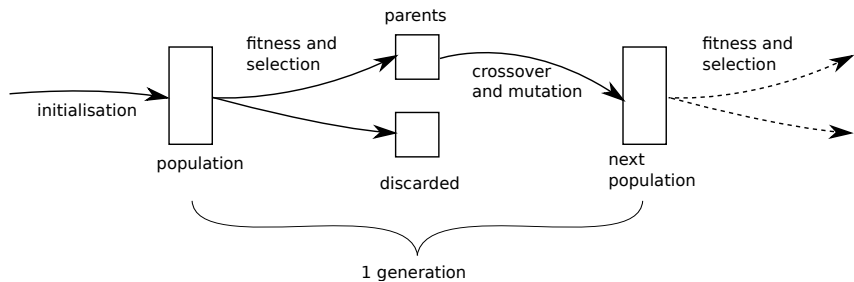 parents
fitness and
selection
fitness and
selection
crossover
and mutation
initialisation
population
discarded
next
population
1 generation